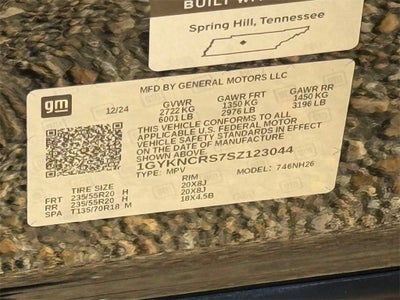 BUILT WITH
Spring Hill, Tennessee
gm
12/24
MFD BY GENERAL MOTORS LLC
GVWR GAWR FRT GAWR RR
2722 KG 1350 KG 1450 KG
6001 LB 2976 LB 3196 LB
THIS VEHICLE CONFORMS TO ALL
APPLICABLE U.S. FEDERAL MOTOR
VEHICLE SAFETY STANDARDS IN EFFECT
ON THE DATE OF MANUFACTURE
SHOWN ABOVE.
1GYKNCRS7SZ123044
TYPE: MPV MODEL: 746NH26
TIRE SIZE RIM
FRT 235/55R20 H 20X8J
RR 235/55R20 H 20X8J
SPA T135/70R18 M 18X4.5B